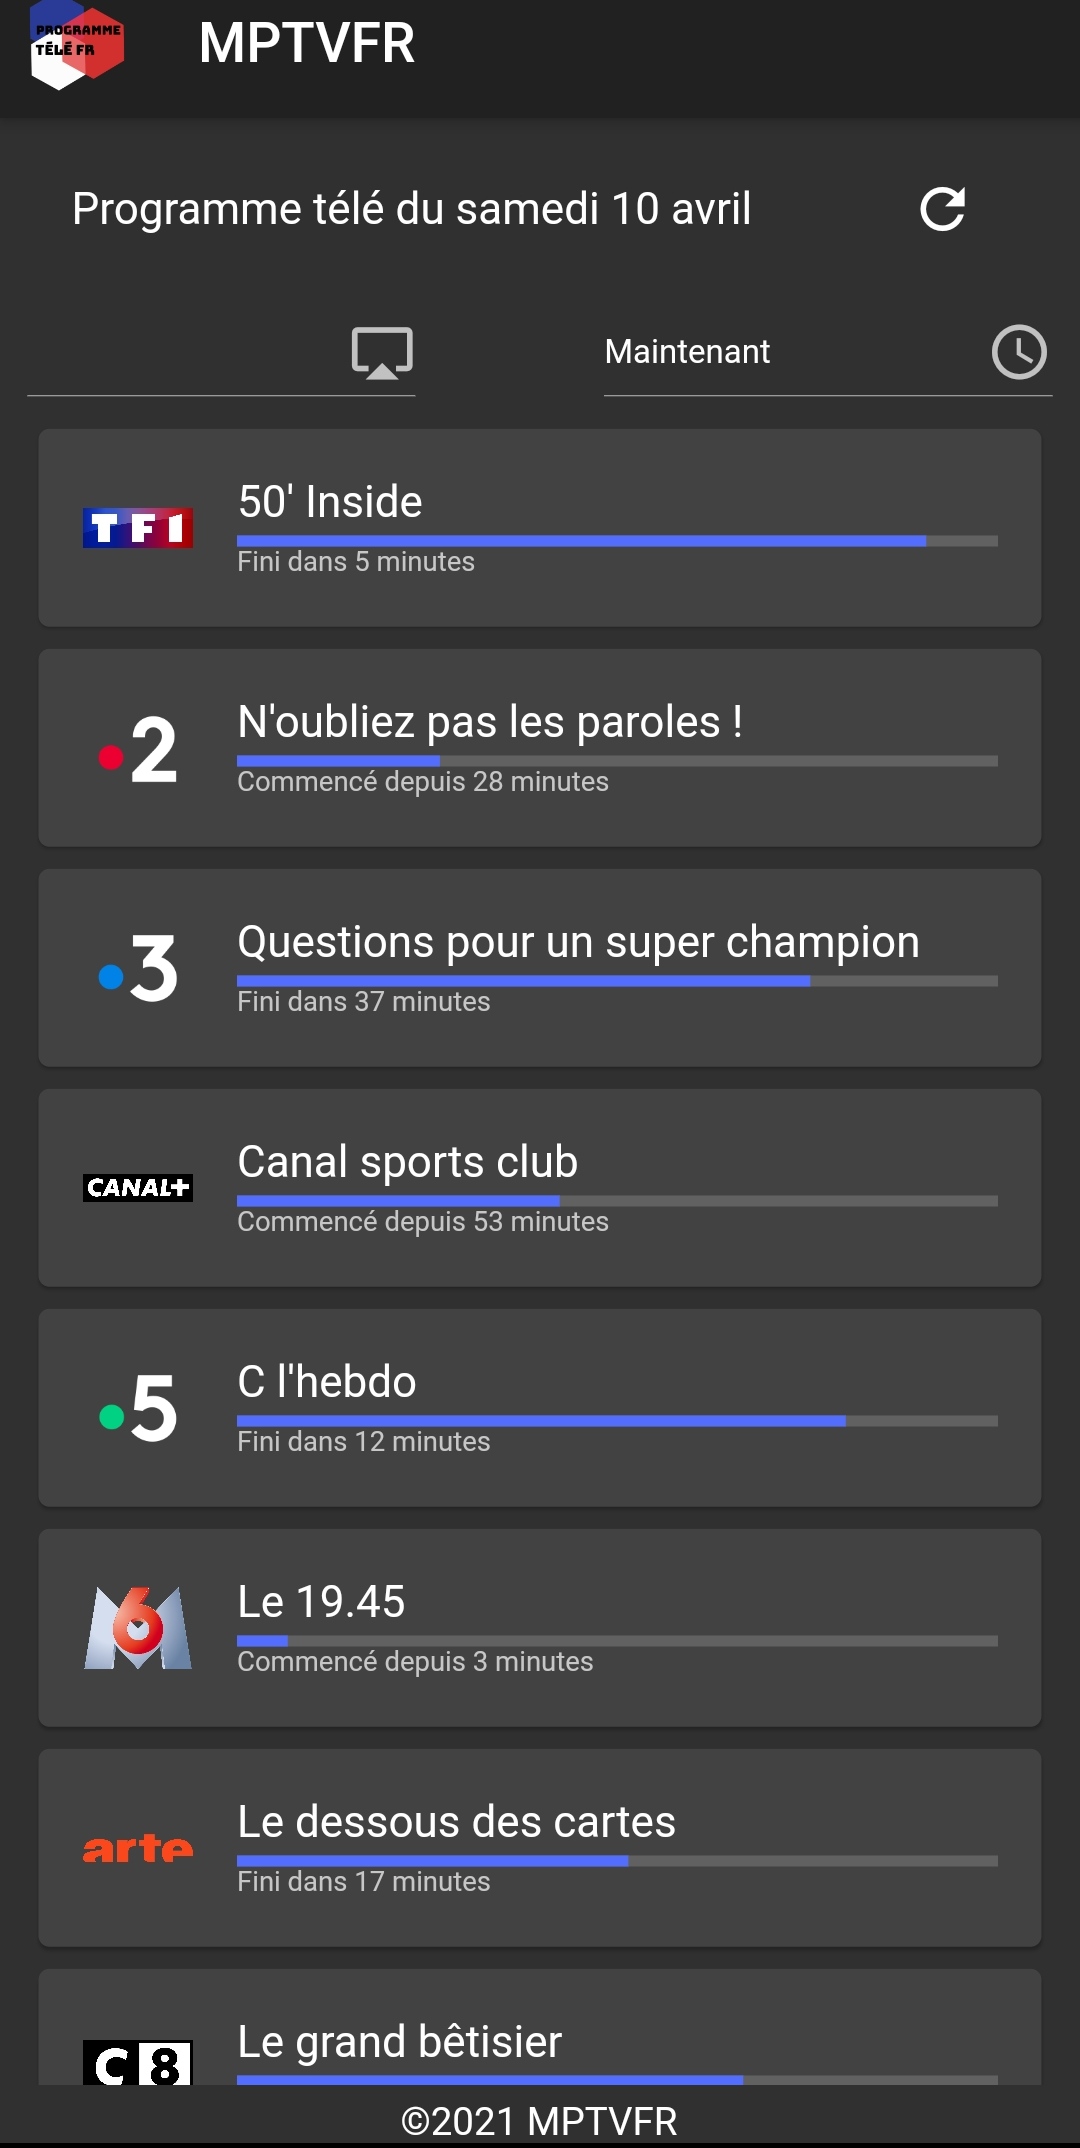 PROGRAMME
TÉLÉ FR
MPTVFR
Programme télé du samedi 10 avril
Maintenant
TF1
50' Inside
Fini dans 5 minutes
2
N'oubliez pas les paroles !
Commencé depuis 28 minutes
3
Questions pour un super champion
Fini dans 37 minutes
CANAL+
Canal sports club
Commencé depuis 53 minutes
5
C l'hebdo
Fini dans 12 minutes
M6
Le 19.45
Commencé depuis 3 minutes
arte
Le dessous des cartes
Fini dans 17 minutes
C8
Le grand bêtisier
©2021 MPTVFR